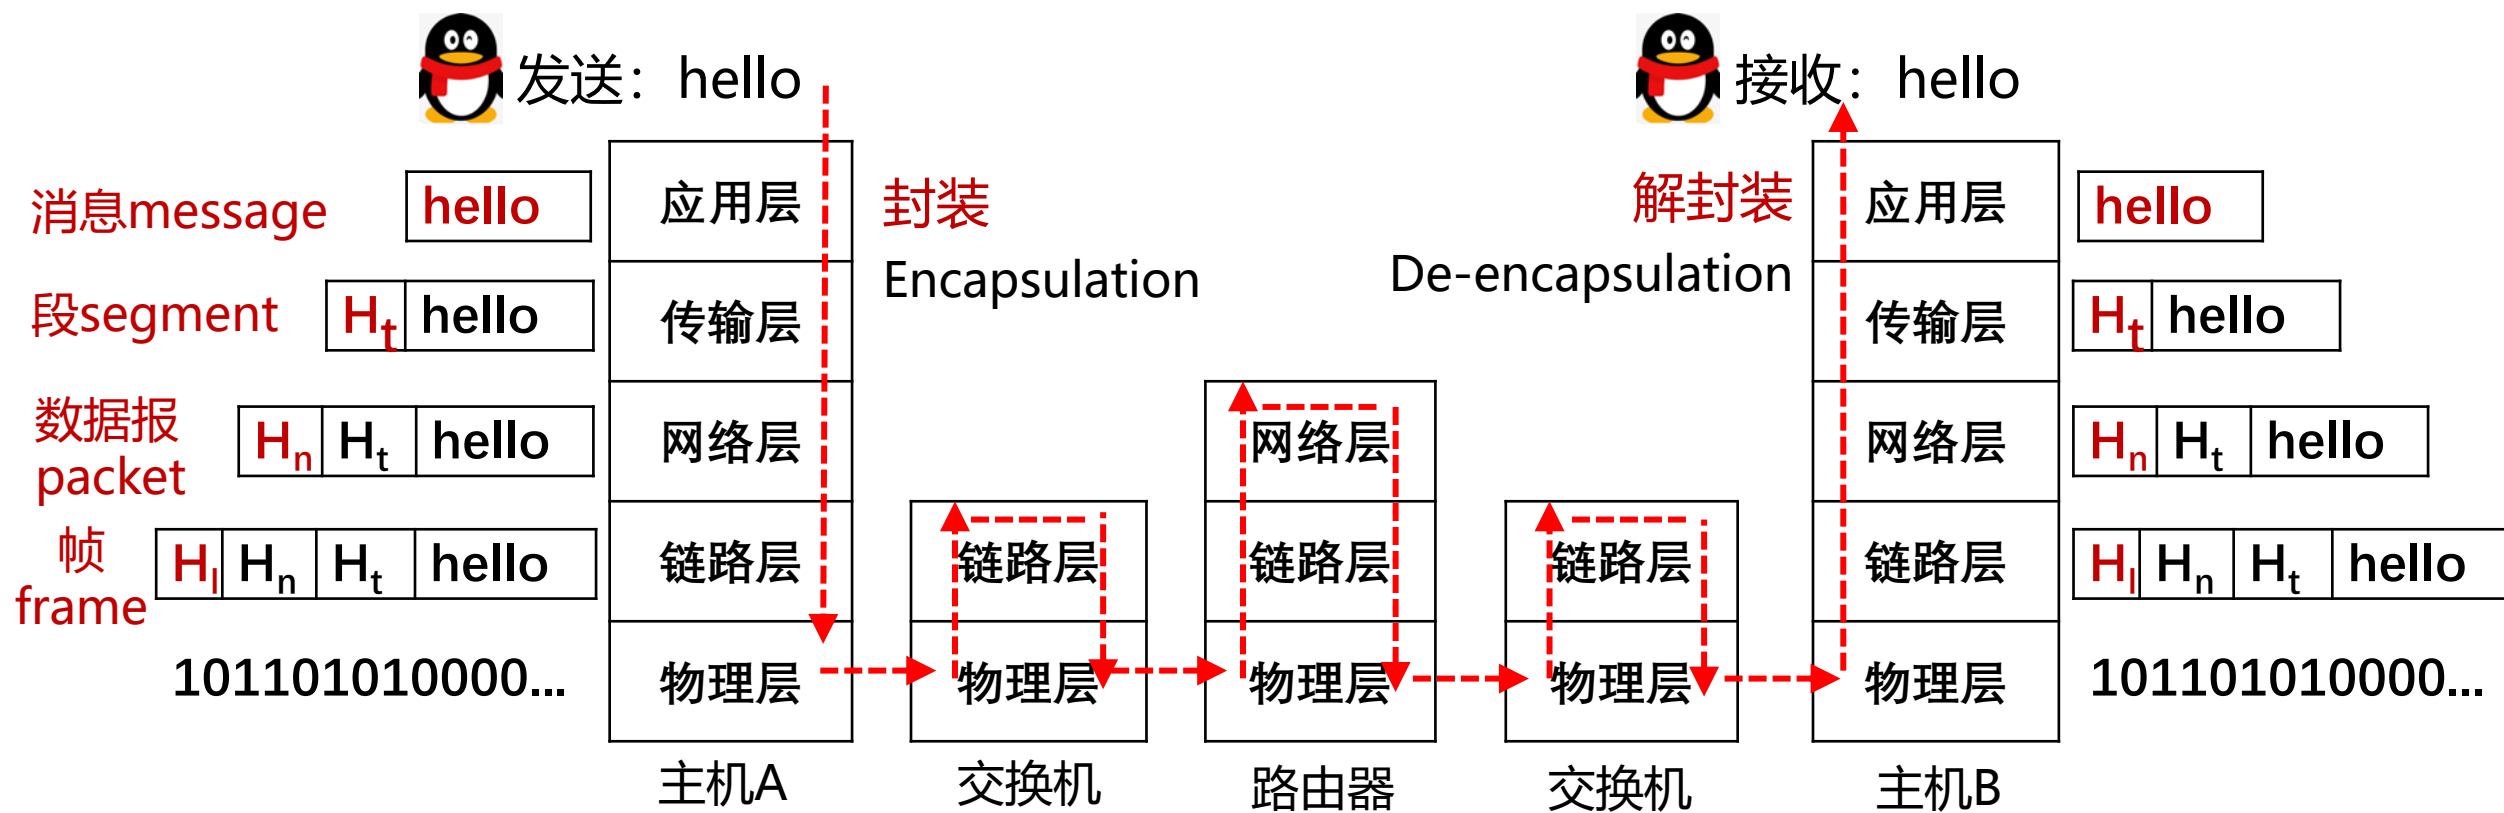 发送：hello
接收：hello
消息message
hello
应用层
封装
解封装
应用层
hello
Encapsulation
De-encapsulation
段segment
Ht hello
传输层
传输层
Ht hello
数据报
packet
Hn Ht hello
网络层
网络层
网络层
Hn Ht hello
帧
frame
Hl Hn Ht hello
链路层
链路层
链路层
链路层
链路层
Hl Hn Ht hello
101101010000...
物理层
物理层
物理层
物理层
物理层
101101010000...
主机A
交换机
路由器
交换机
主机B